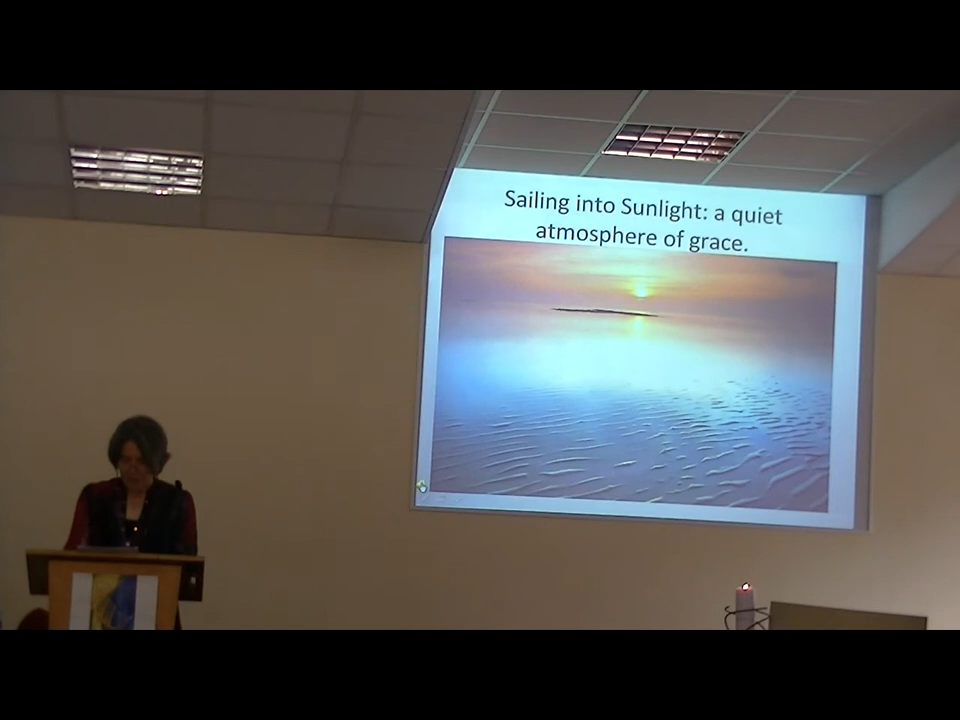 Sailing into Sunlight: a quiet
atmosphere of grace.